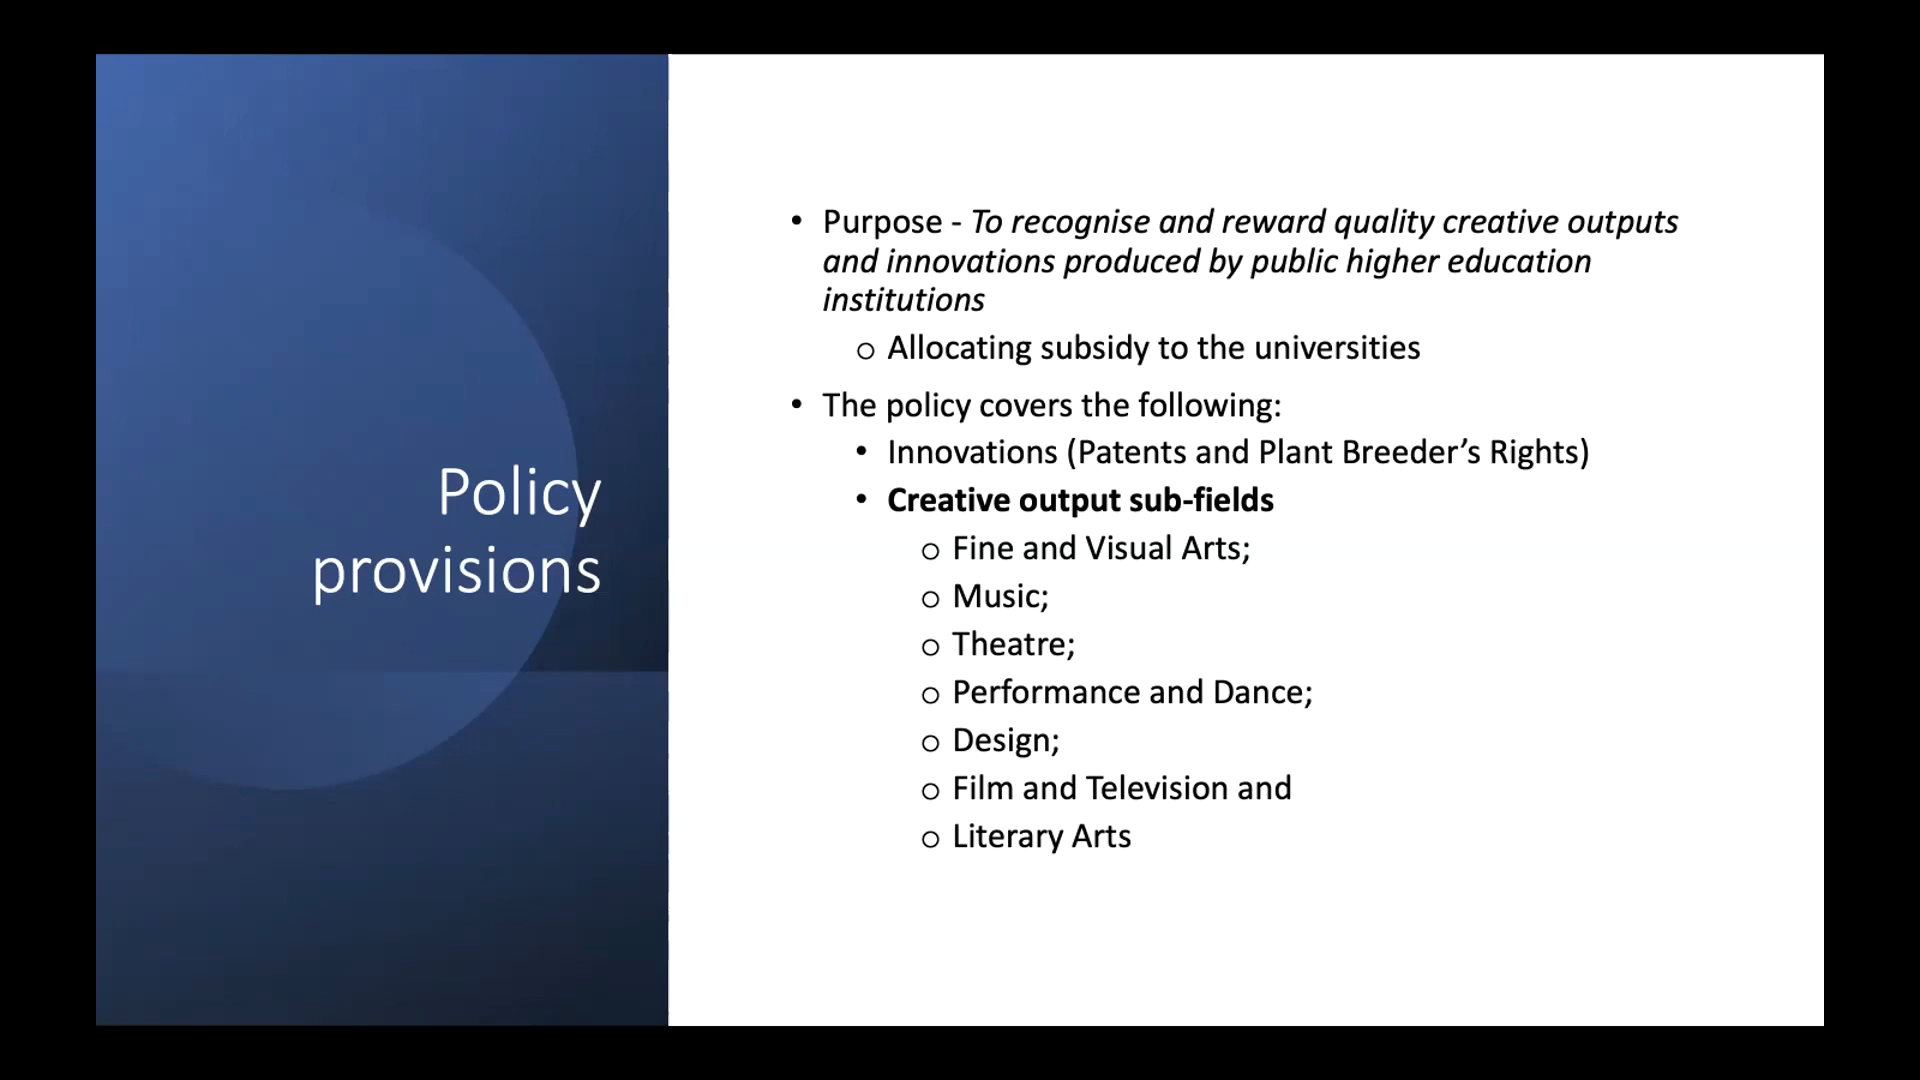 Policy
provisions
• Purpose - To recognise and reward quality creative outputs
and innovations produced by public higher education
institutions
o Allocating subsidy to the universities
• The policy covers the following:
• Innovations (Patents and Plant Breeder’s Rights)
• Creative output sub-fields
o Fine and Visual Arts;
o Music;
o Theatre;
o Performance and Dance;
o Design;
o Film and Television and
o Literary Arts